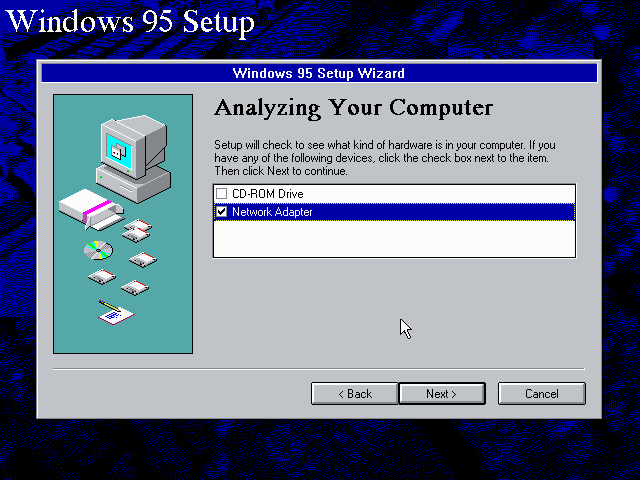 Windows 95 Setup
Windows 95 Setup Wizard
Analyzing Your Computer
Setup will check to see what kind of hardware is in your computer. If you
have any of the following devices, click the check box next to the item.
Then click Next to continue.
CD-ROM Drive
Network Adapter
< Back
Next >
Cancel